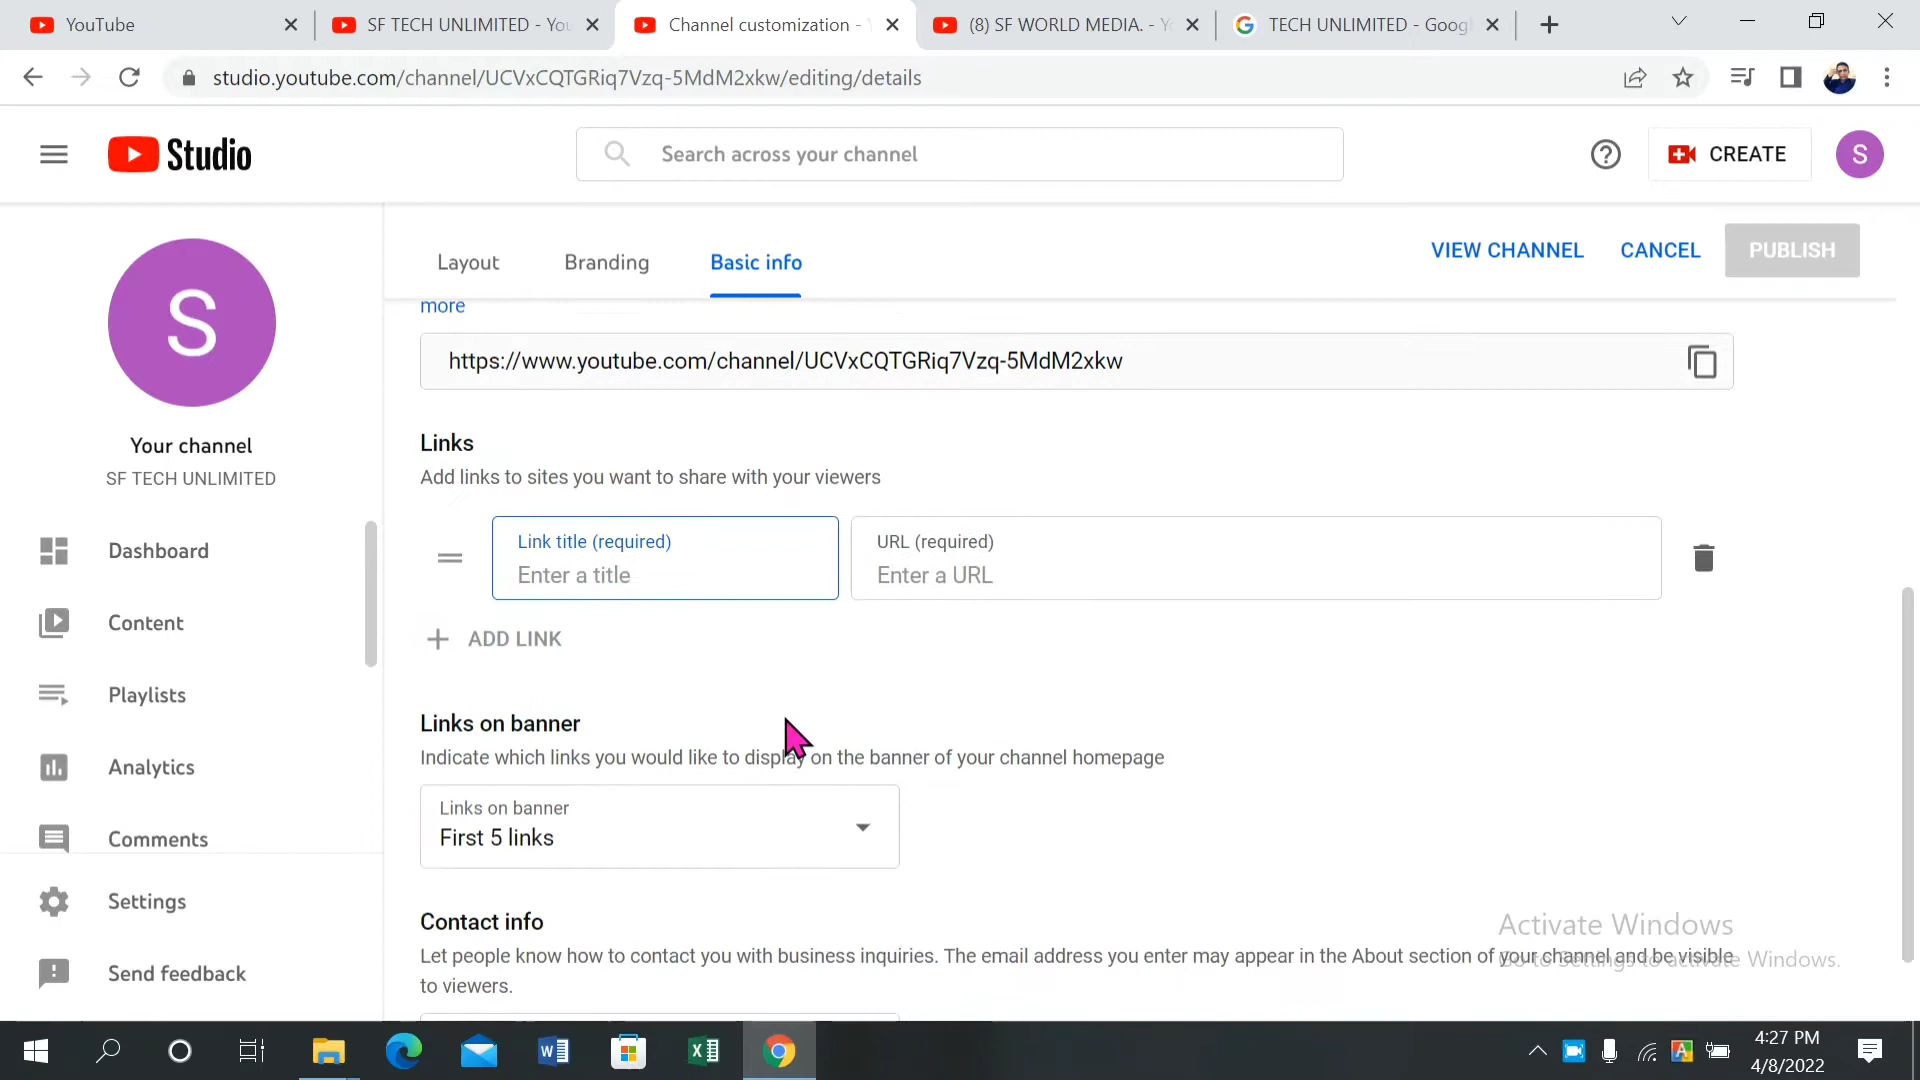 YouTube
SF TECH UNLIMITED - You
Channel customization - Y
(8) SF WORLD MEDIA. - Yo
TECH UNLIMITED - Googl
studio.youtube.com/channel/UCVxCQTGRiq7Vzq-5MdM2xkw/editing/details
Studio
Search across your channel
CREATE
S
S
Your channel
SF TECH UNLIMITED
Dashboard
Content
Playlists
Analytics
Comments
Settings
Send feedback
Layout
Branding
Basic info
VIEW CHANNEL
CANCEL
PUBLISH
more
https://www.youtube.com/channel/UCVxCQTGRiq7Vzq-5MdM2xkw
Links
Add links to sites you want to share with your viewers
Link title (required)
Enter a title
URL (required)
Enter a URL
ADD LINK
Links on banner
Indicate which links you would like to display on the banner of your channel homepage
Links on banner
First 5 links
Contact info
Let people know how to contact you with business inquiries. The email address you enter may appear in the About section of your channel and be visible
to viewers.
Activate Windows
Go to Settings to activate Windows.
4:27 PM
4/8/2022